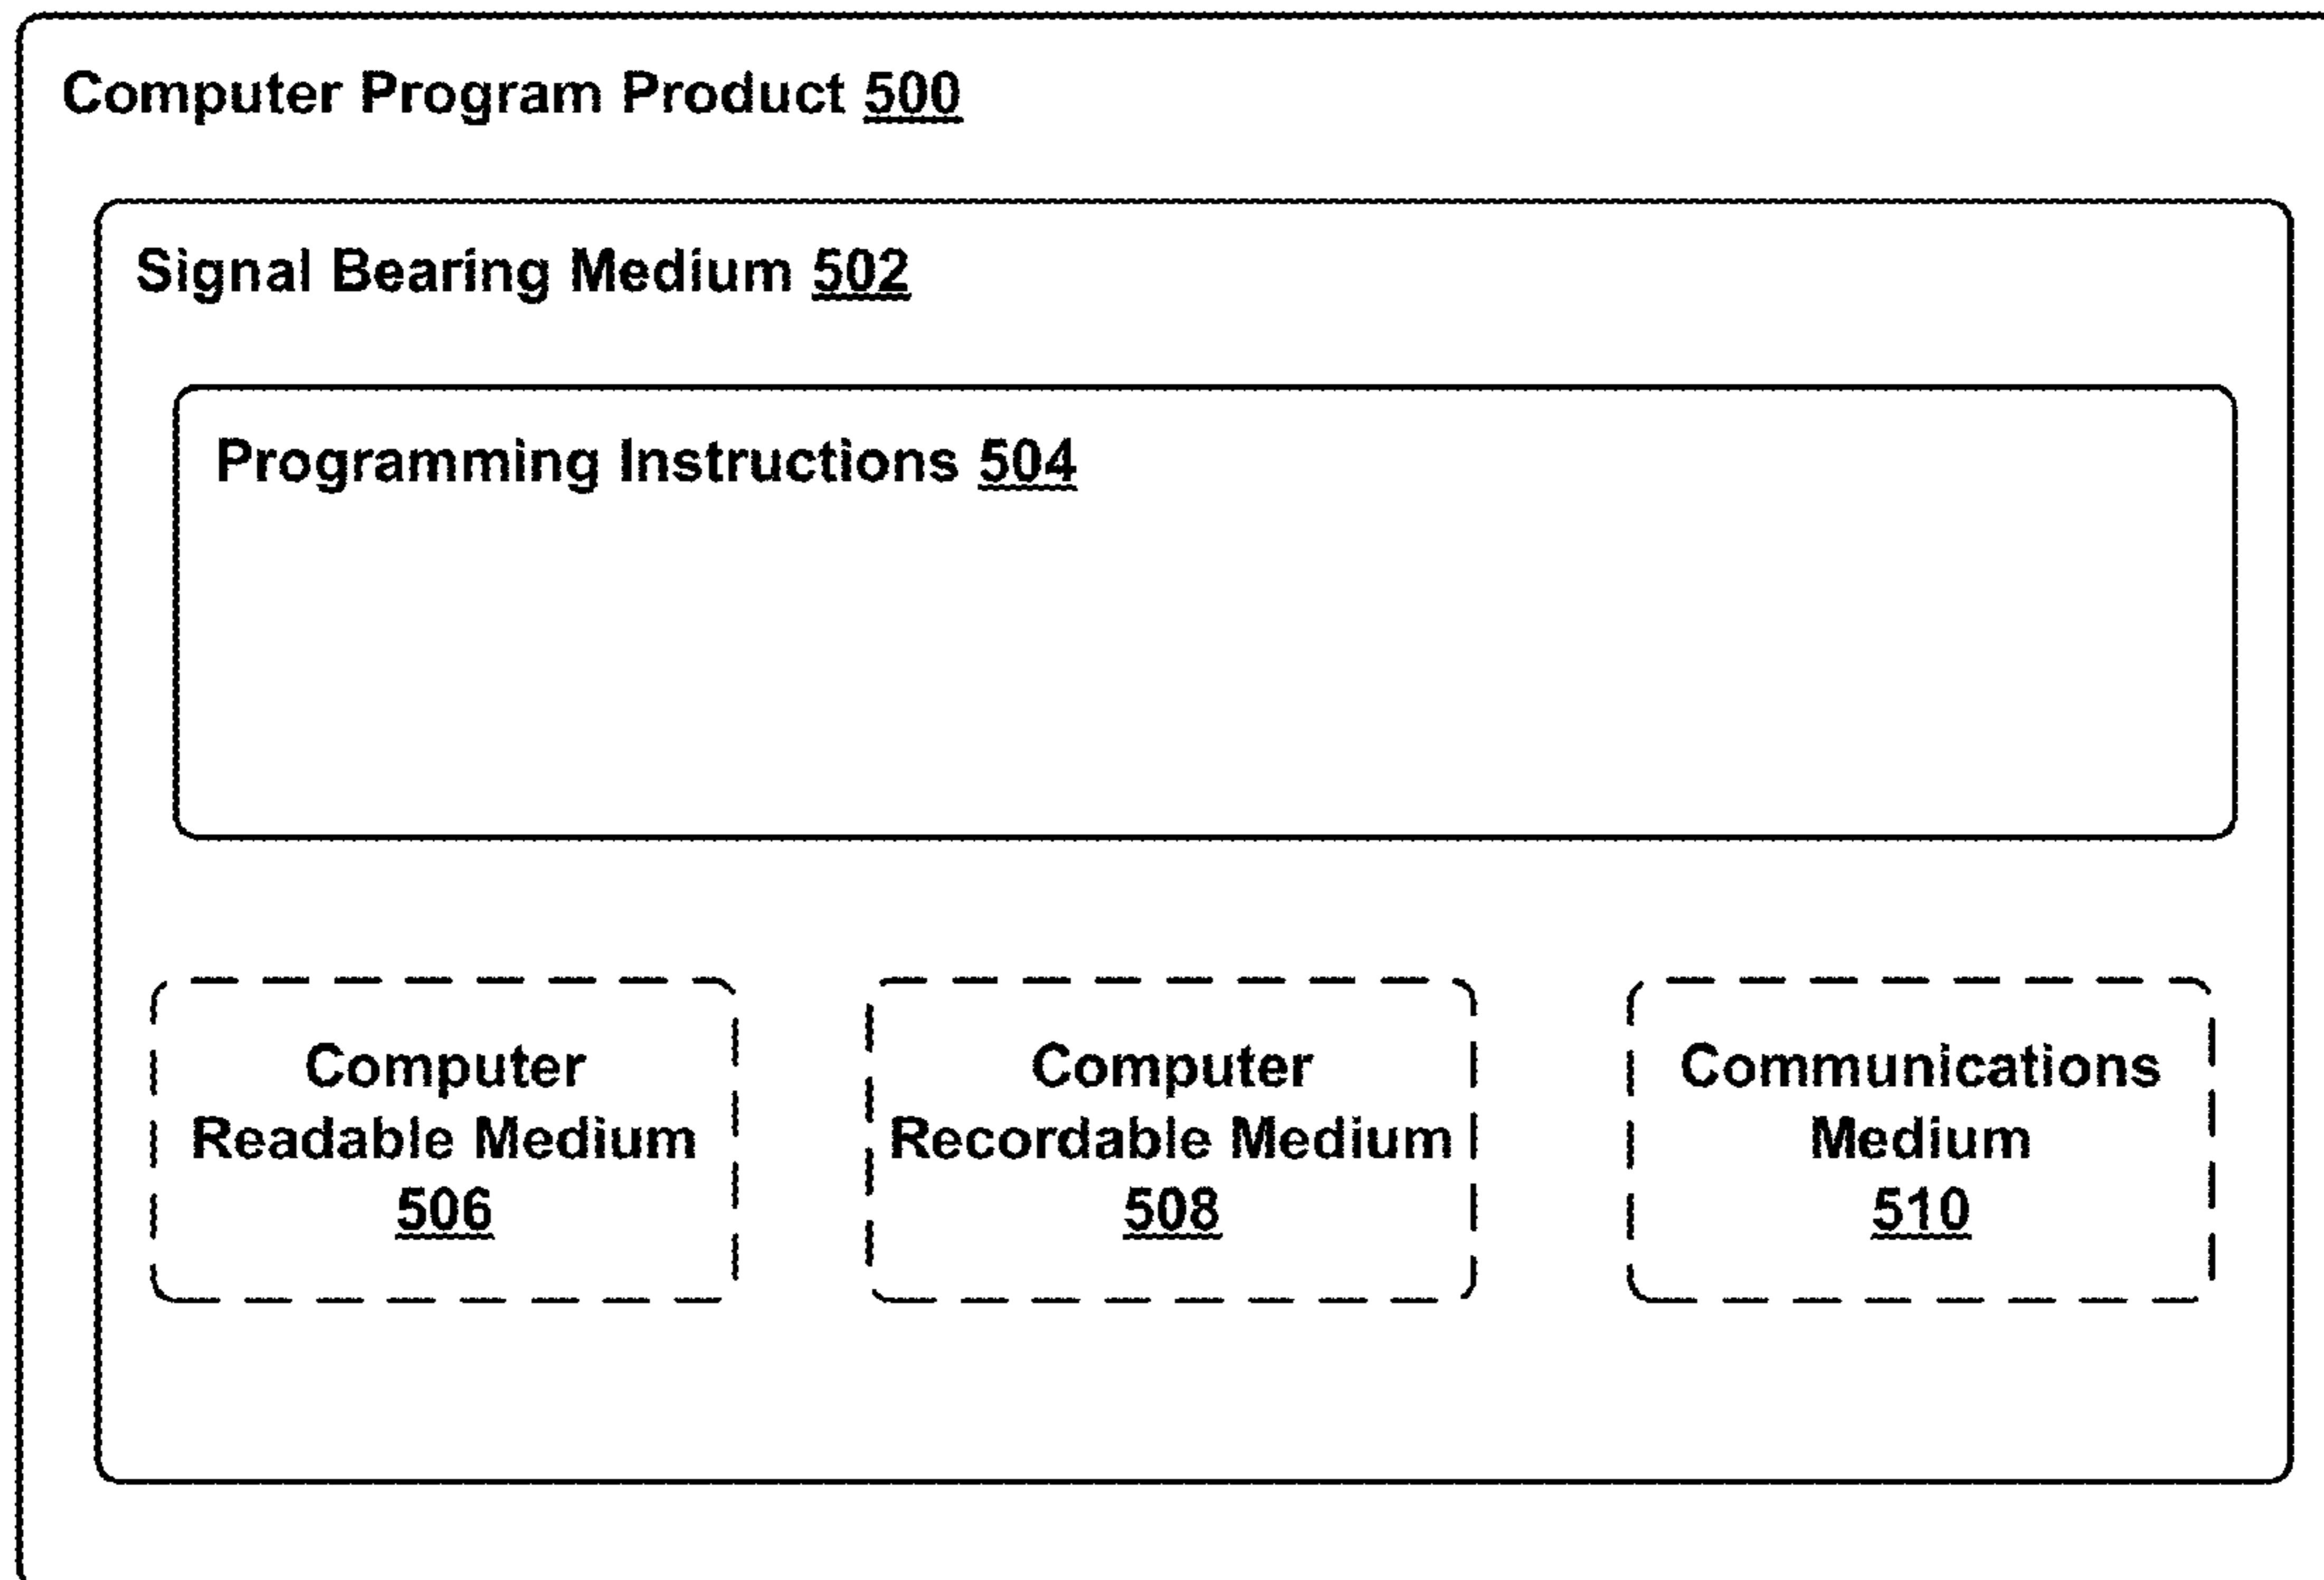 Computer Program Product 500
Signal Bearing Medium 502
Programming Instructions 504
Computer
Readable Medium
506
Computer
Recordable Medium
508
Communications
Medium
510